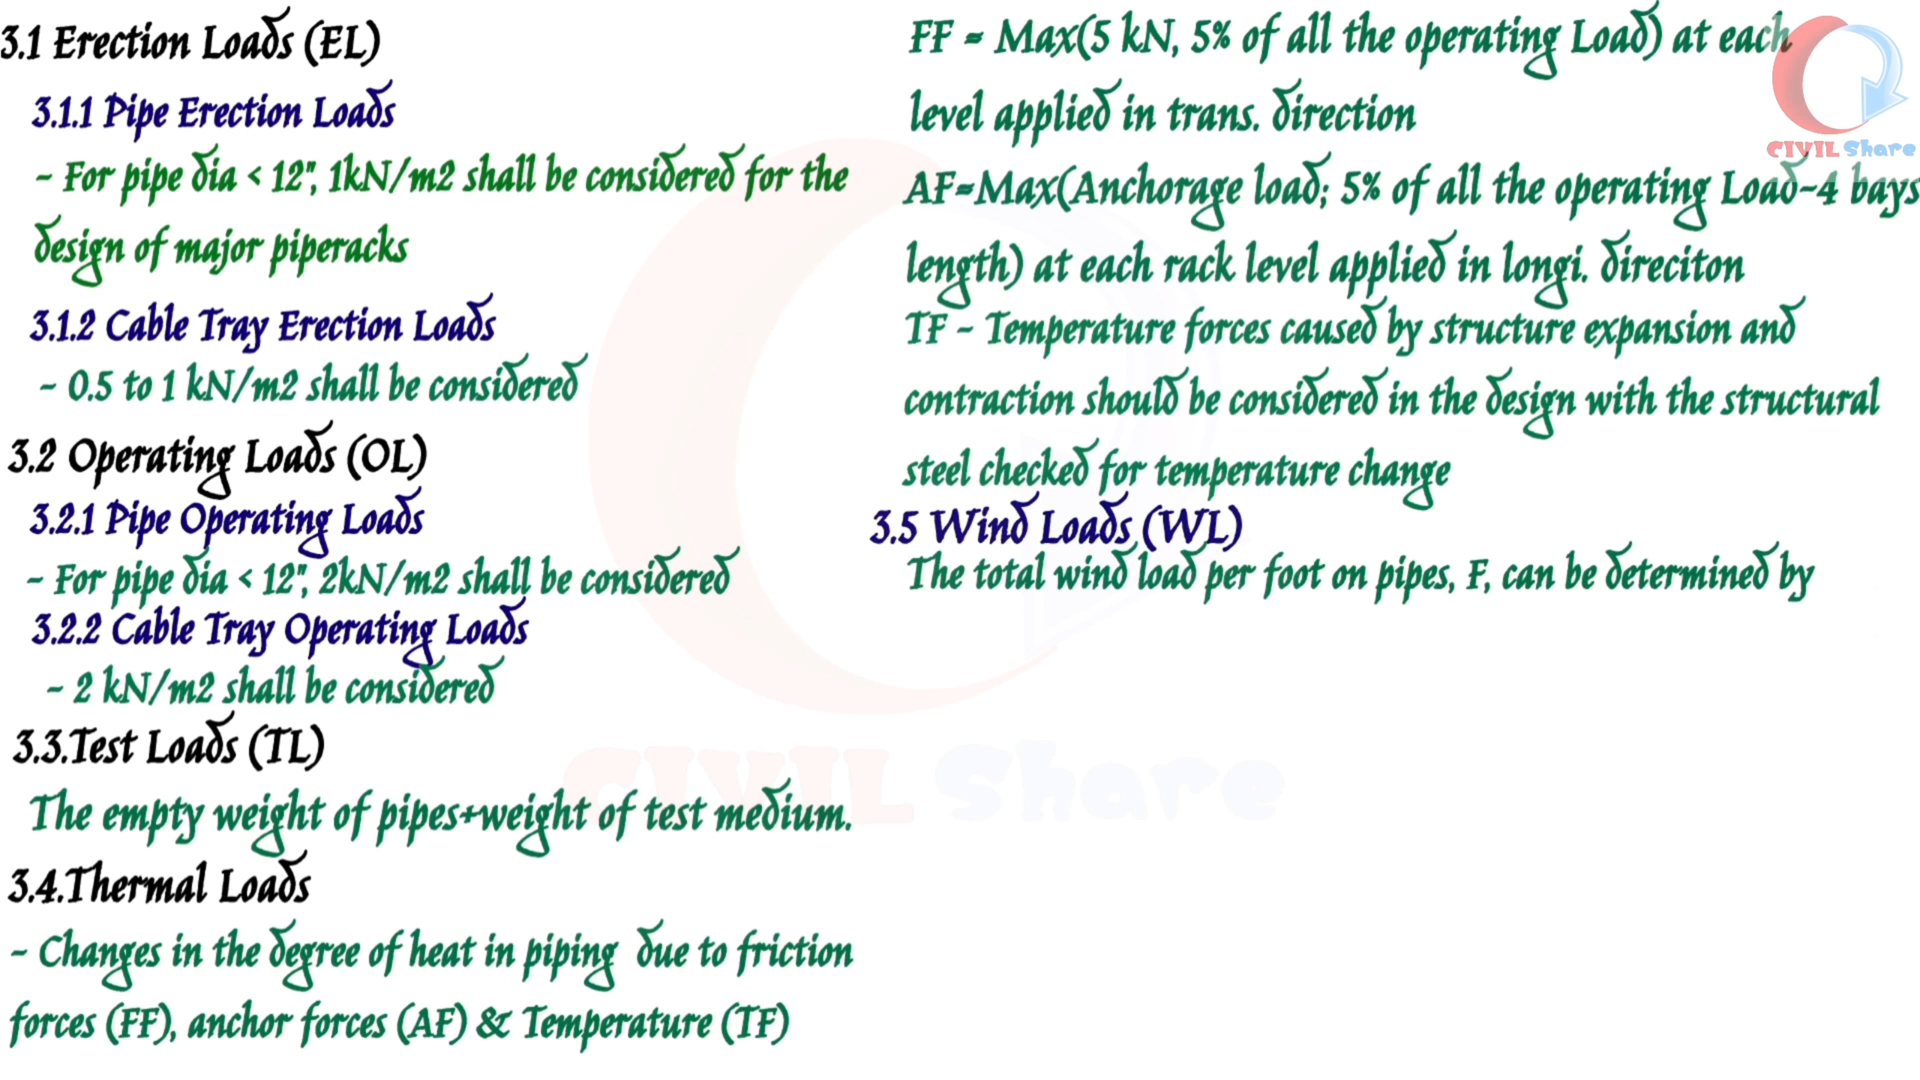 3.1 Erection Loads (EL)
3.1.1 Pipe Erection Loads
- For pipe dia < 12", 1kN/m2 shall be considered for the
design of major piperacks
3.1.2 Cable Tray Erection Loads
- 0.5 to 1 kN/m2 shall be considered
3.2 Operating Loads (OL)
3.2.1 Pipe Operating Loads
- For pipe dia < 12", 2kN/m2 shall be considered
3.2.2 Cable Tray Operating Loads
- 2 kN/m2 shall be considered
3.3.Test Loads (TL)
The empty weight of pipes+weight of test medium.
3.4.Thermal Loads
- Changes in the degree of heat in piping due to friction
forces (FF), anchor forces (AF) & Temperature (TF)
FF = Max(5 kN, 5% of all the operating Load) at each
level applied in trans. direction
AF=Max(Anchorage load; 5% of all the operating Load-4 bays
length) at each rack level applied in longi. direciton
TF - Temperature forces caused by structure expansion and
contraction should be considered in the design with the structural
steel checked for temperature change
3.5 Wind Loads (WL)
The total wind load per foot on pipes, F, can be determined by
CIVIL Share
CIVIL Share